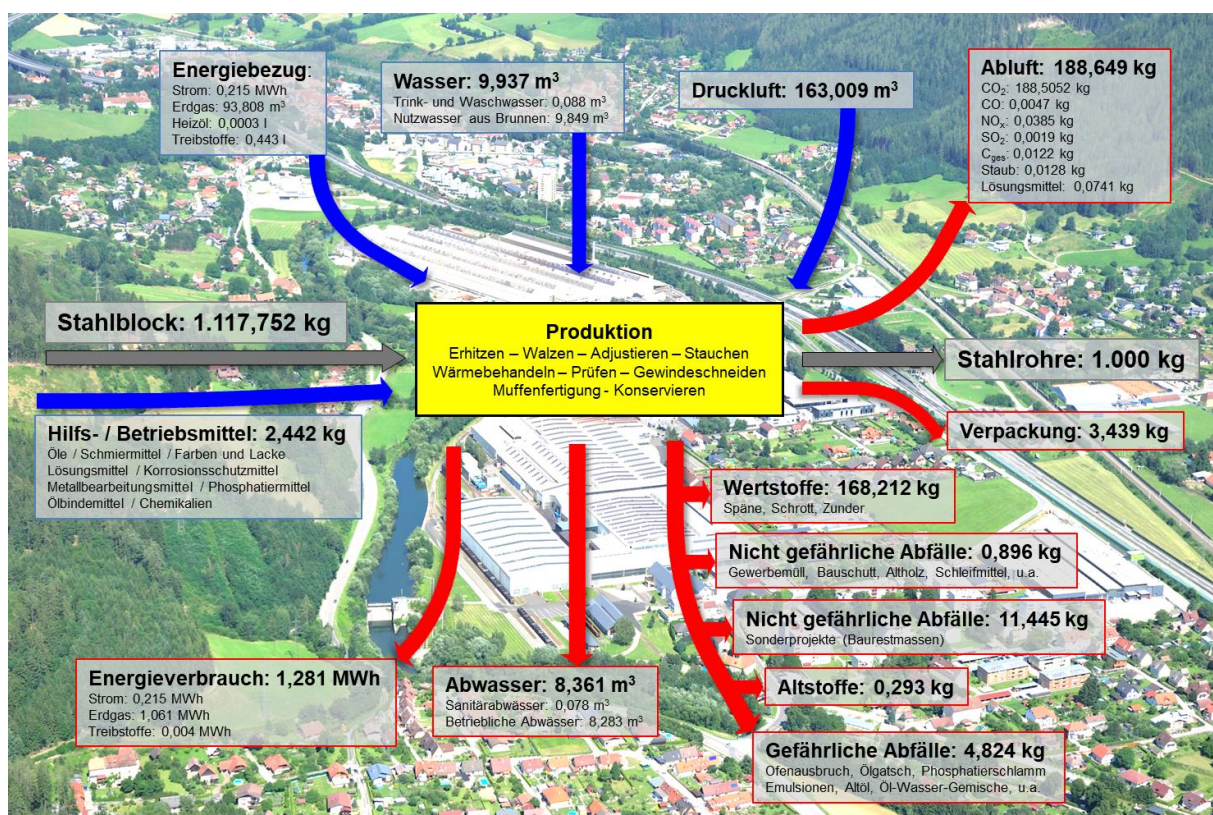 Energiebezug:
Strom: 0,215 MWh
Erdgas: 93,808 m³
Heizöl: 0,0003 l
Treibstoffe: 0,443 l
Wasser: 9,937 m³
Trink- und Waschwasser: 0,088 m³
Nutzwasser aus Brunnen: 9,849 m³
Druckluft: 163,009 m³
Abluft: 188,649 kg
CO₂: 188,5052 kg
CO: 0,0047 kg
NOₓ: 0,0385 kg
SO₂: 0,0019 kg
C_ges: 0,0122 kg
Staub: 0,0128 kg
Lösungsmittel: 0,0741 kg
Stahlblock: 1.117,752 kg
Produktion
Erhitzen – Walzen – Adjustieren – Stauchen
Wärmebehandeln – Prüfen – Gewindeschneiden
Muffenfertigung - Konservieren
Stahlrohre: 1.000 kg
Hilfs- / Betriebsmittel: 2,442 kg
Öle / Schmiermittel / Farben und Lacke
Lösungsmittel / Korrosionsschutzmittel
Metallbearbeitungsmittel / Phosphatiermittel
Ölbindemittel / Chemikalien
Verpackung: 3,439 kg
Wertstoffe: 168,212 kg
Späne, Schrott, Zunder
Nicht gefährliche Abfälle: 0,896 kg
Gewerbemüll, Bauschutt, Altholz, Schleifmittel, u.a.
Nicht gefährliche Abfälle: 11,445 kg
Sonderprojekte (Baurestmassen)
Altstoffe: 0,293 kg
Gefährliche Abfälle: 4,824 kg
Ofenausbruch, Ölgatsch, Phosphatierschlamm
Emulsionen, Altöl, Öl-Wasser-Gemische, u.a.
Energieverbrauch: 1,281 MWh
Strom: 0,215 MWh
Erdgas: 1,061 MWh
Treibstoffe: 0,004 MWh
Abwasser: 8,361 m³
Sanitärabwässer: 0,078 m³
Betriebliche Abwässer: 8,283 m³